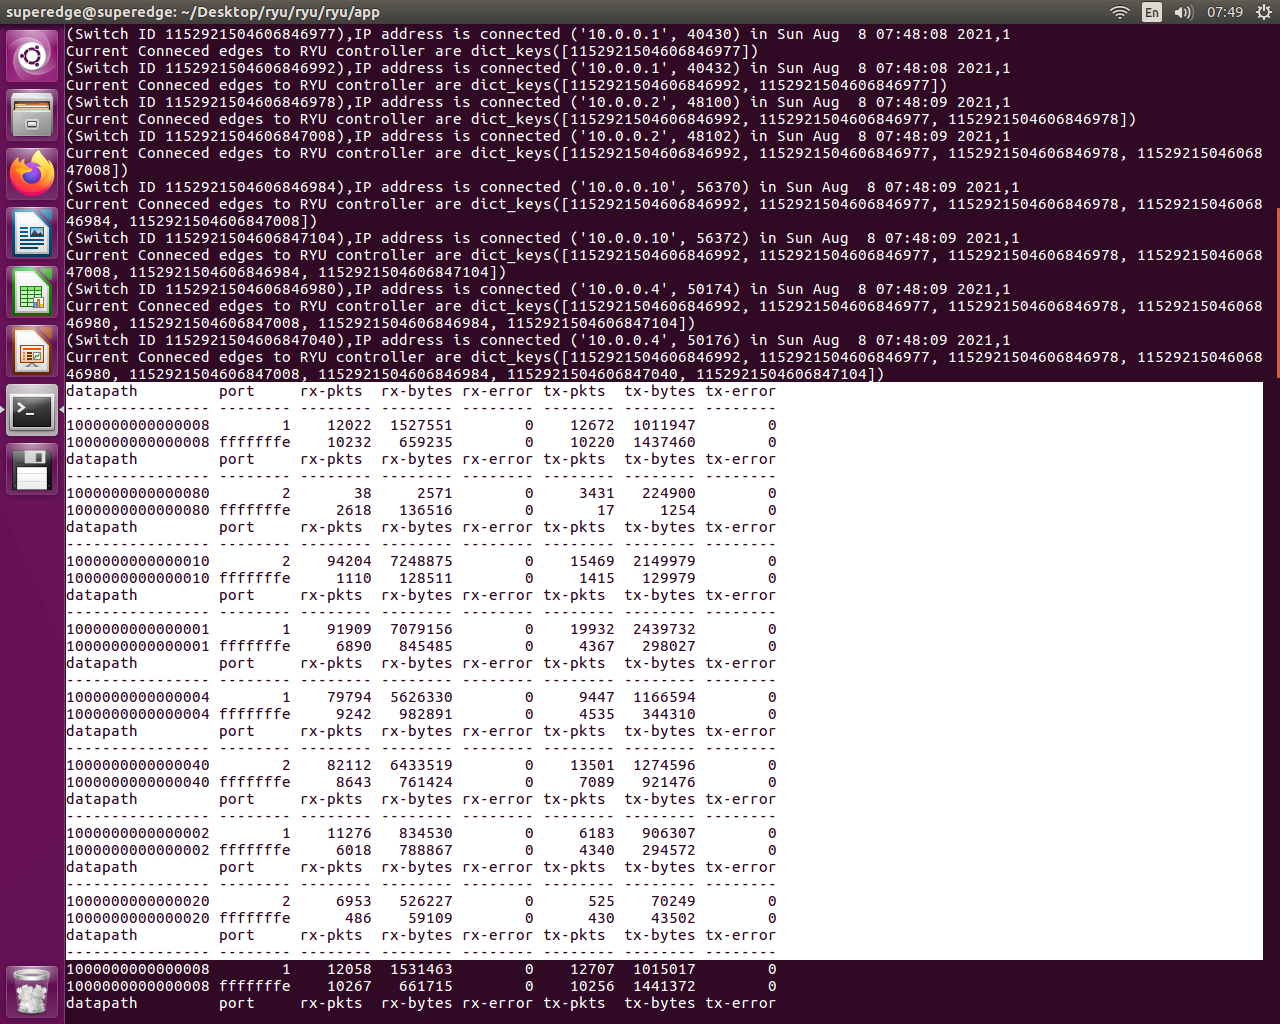 superedge@superedge: ~/Desktop/ryu/ryu/ryu/app
En
07:49
(Switch ID 1152921504606846977),IP address is connected ('10.0.0.1', 40430) in Sun Aug  8 07:48:08 2021,1
Current Conneced edges to RYU controller are dict_keys([1152921504606846977])
(Switch ID 1152921504606846992),IP address is connected ('10.0.0.1', 40432) in Sun Aug  8 07:48:08 2021,1
Current Conneced edges to RYU controller are dict_keys([1152921504606846992, 1152921504606846977])
(Switch ID 1152921504606846978),IP address is connected ('10.0.0.2', 48100) in Sun Aug  8 07:48:09 2021,1
Current Conneced edges to RYU controller are dict_keys([1152921504606846992, 1152921504606846977, 1152921504606846978])
(Switch ID 1152921504606847008),IP address is connected ('10.0.0.2', 48102) in Sun Aug  8 07:48:09 2021,1
Current Conneced edges to RYU controller are dict_keys([1152921504606846992, 1152921504606846977, 1152921504606846978, 11529215046068
47008])
(Switch ID 1152921504606846984),IP address is connected ('10.0.0.10', 56370) in Sun Aug  8 07:48:09 2021,1
Current Conneced edges to RYU controller are dict_keys([1152921504606846992, 1152921504606846977, 1152921504606846978, 11529215046068
46984, 1152921504606847008])
(Switch ID 1152921504606847104),IP address is connected ('10.0.0.10', 56372) in Sun Aug  8 07:48:09 2021,1
Current Conneced edges to RYU controller are dict_keys([1152921504606846992, 1152921504606846977, 1152921504606846978, 11529215046068
47008, 1152921504606846984, 1152921504606847104])
(Switch ID 1152921504606846980),IP address is connected ('10.0.0.4', 50174) in Sun Aug  8 07:48:09 2021,1
Current Conneced edges to RYU controller are dict_keys([1152921504606846992, 1152921504606846977, 1152921504606846978, 11529215046068
46980, 1152921504606847008, 1152921504606846984, 1152921504606847104])
(Switch ID 1152921504606847040),IP address is connected ('10.0.0.4', 50176) in Sun Aug  8 07:48:09 2021,1
Current Conneced edges to RYU controller are dict_keys([1152921504606846992, 1152921504606846977, 1152921504606846978, 11529215046068
46980, 1152921504606847008, 1152921504606846984, 1152921504606847040, 1152921504606847104])
datapath         port     rx-pkts  rx-bytes rx-error tx-pkts  tx-bytes tx-error
---------------- -------- -------- -------- -------- -------- -------- --------
1000000000000008        1    12022  1527551        0    12672  1011947        0
1000000000000008 fffffffe    10232   659235        0    10220  1437460        0
datapath         port     rx-pkts  rx-bytes rx-error tx-pkts  tx-bytes tx-error
---------------- -------- -------- -------- -------- -------- -------- --------
1000000000000080        2       38     2571        0     3431   224900        0
1000000000000080 fffffffe     2618   136516        0       17     1254        0
datapath         port     rx-pkts  rx-bytes rx-error tx-pkts  tx-bytes tx-error
---------------- -------- -------- -------- -------- -------- -------- --------
1000000000000010        2    94204  7248875        0    15469  2149979        0
1000000000000010 fffffffe     1110   128511        0     1415   129979        0
datapath         port     rx-pkts  rx-bytes rx-error tx-pkts  tx-bytes tx-error
---------------- -------- -------- -------- -------- -------- -------- --------
1000000000000001        1    91909  7079156        0    19932  2439732        0
1000000000000001 fffffffe     6890   845485        0     4367   298027        0
datapath         port     rx-pkts  rx-bytes rx-error tx-pkts  tx-bytes tx-error
---------------- -------- -------- -------- -------- -------- -------- --------
1000000000000004        1    79794  5626330        0     9447  1166594        0
1000000000000004 fffffffe     9242   982891        0     4535   344310        0
datapath         port     rx-pkts  rx-bytes rx-error tx-pkts  tx-bytes tx-error
---------------- -------- -------- -------- -------- -------- -------- --------
1000000000000040        2    82112  6433519        0    13501  1274596        0
1000000000000040 fffffffe     8643   761424        0     7089   921476        0
datapath         port     rx-pkts  rx-bytes rx-error tx-pkts  tx-bytes tx-error
---------------- -------- -------- -------- -------- -------- -------- --------
1000000000000002        1    11276   834530        0     6183   906307        0
1000000000000002 fffffffe     6018   788867        0     4340   294572        0
datapath         port     rx-pkts  rx-bytes rx-error tx-pkts  tx-bytes tx-error
---------------- -------- -------- -------- -------- -------- -------- --------
1000000000000020        2     6953   526227        0      525    70249        0
1000000000000020 fffffffe      486    59109        0      430    43502        0
datapath         port     rx-pkts  rx-bytes rx-error tx-pkts  tx-bytes tx-error
---------------- -------- -------- -------- -------- -------- -------- --------
1000000000000008        1    12058  1531463        0    12707  1015017        0
1000000000000008 fffffffe    10267   661715        0    10256  1441372        0
datapath         port     rx-pkts  rx-bytes rx-error tx-pkts  tx-bytes tx-error